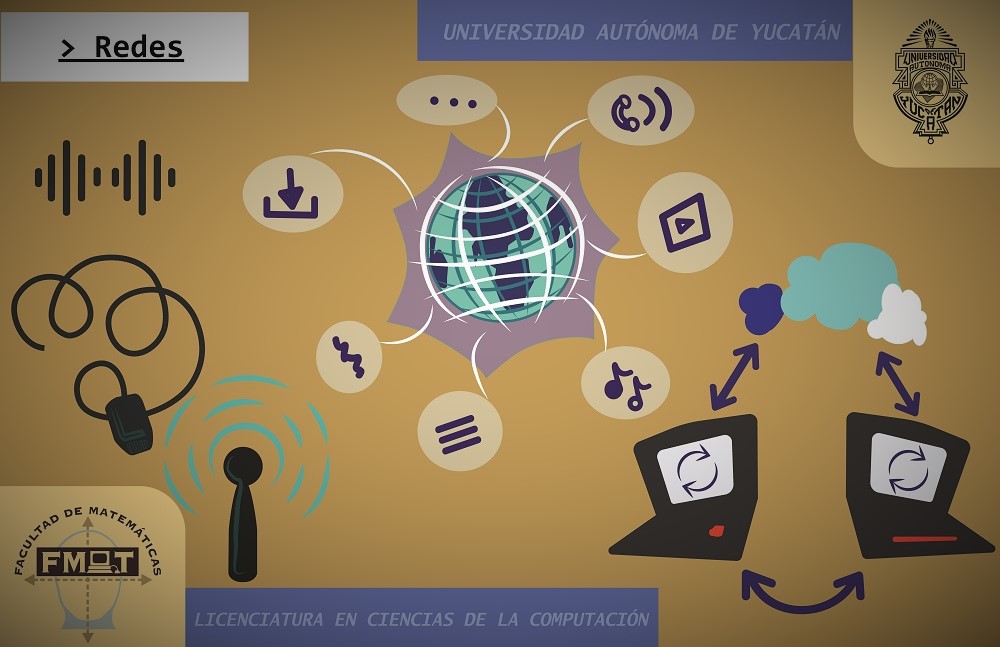 > Redes
UNIVERSIDAD AUTÓNOMA DE YUCATÁN
UNIVERSIDAD
AUTÓNOMA
DE
YUCATÁN
FACULTAD DE MATEMÁTICAS
FMAT
LICENCIATURA EN CIENCIAS DE LA COMPUTACIÓN